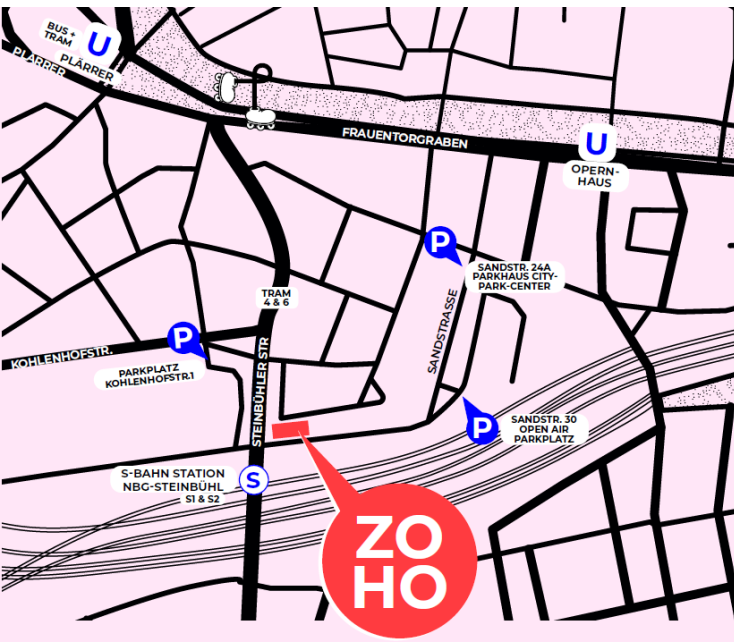 BUS +
TRAM
U
PLÄRRER
PLÄRRER
FRAUENTORGRABEN
U
OPERN-
HAUS
P
SANDSTR. 24A
PARKHAUS CITY-
PARK-CENTER
TRAM
4 & 6
SANDSTRASSE
P
KOHLENHOFSTR.
PARKPLATZ
KOHLENHOFSTR.1
STEINBÜHLER STR
P
SANDSTR. 30
OPEN AIR
PARKPLATZ
S-BAHN STATION
NBG-STEINBÜHL
S1 & S2
S
ZO
HO